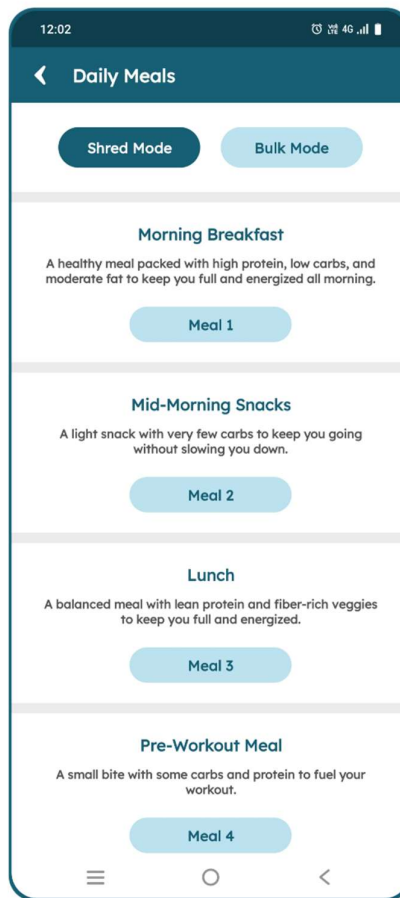 12:02
4G
Daily Meals
Shred Mode
Bulk Mode
Morning Breakfast
A healthy meal packed with high protein, low carbs, and
moderate fat to keep you full and energized all morning.
Meal 1
Mid-Morning Snacks
A light snack with very few carbs to keep you going
without slowing you down.
Meal 2
Lunch
A balanced meal with lean protein and fiber-rich veggies
to keep you full and energized.
Meal 3
Pre-Workout Meal
A small bite with some carbs and protein to fuel your
workout.
Meal 4